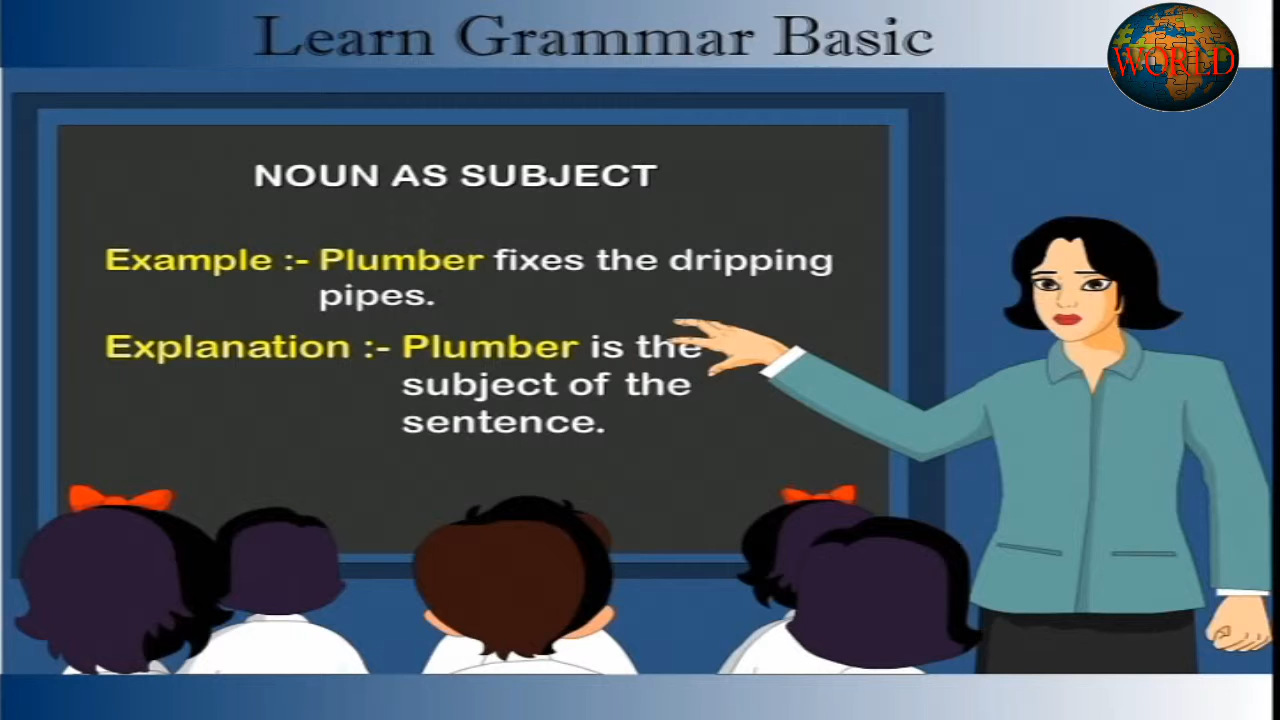 Learn Grammar Basic
WORLD
NOUN AS SUBJECT
Example :- Plumber fixes the dripping
pipes.
Explanation :- Plumber is the
subject of the
sentence.